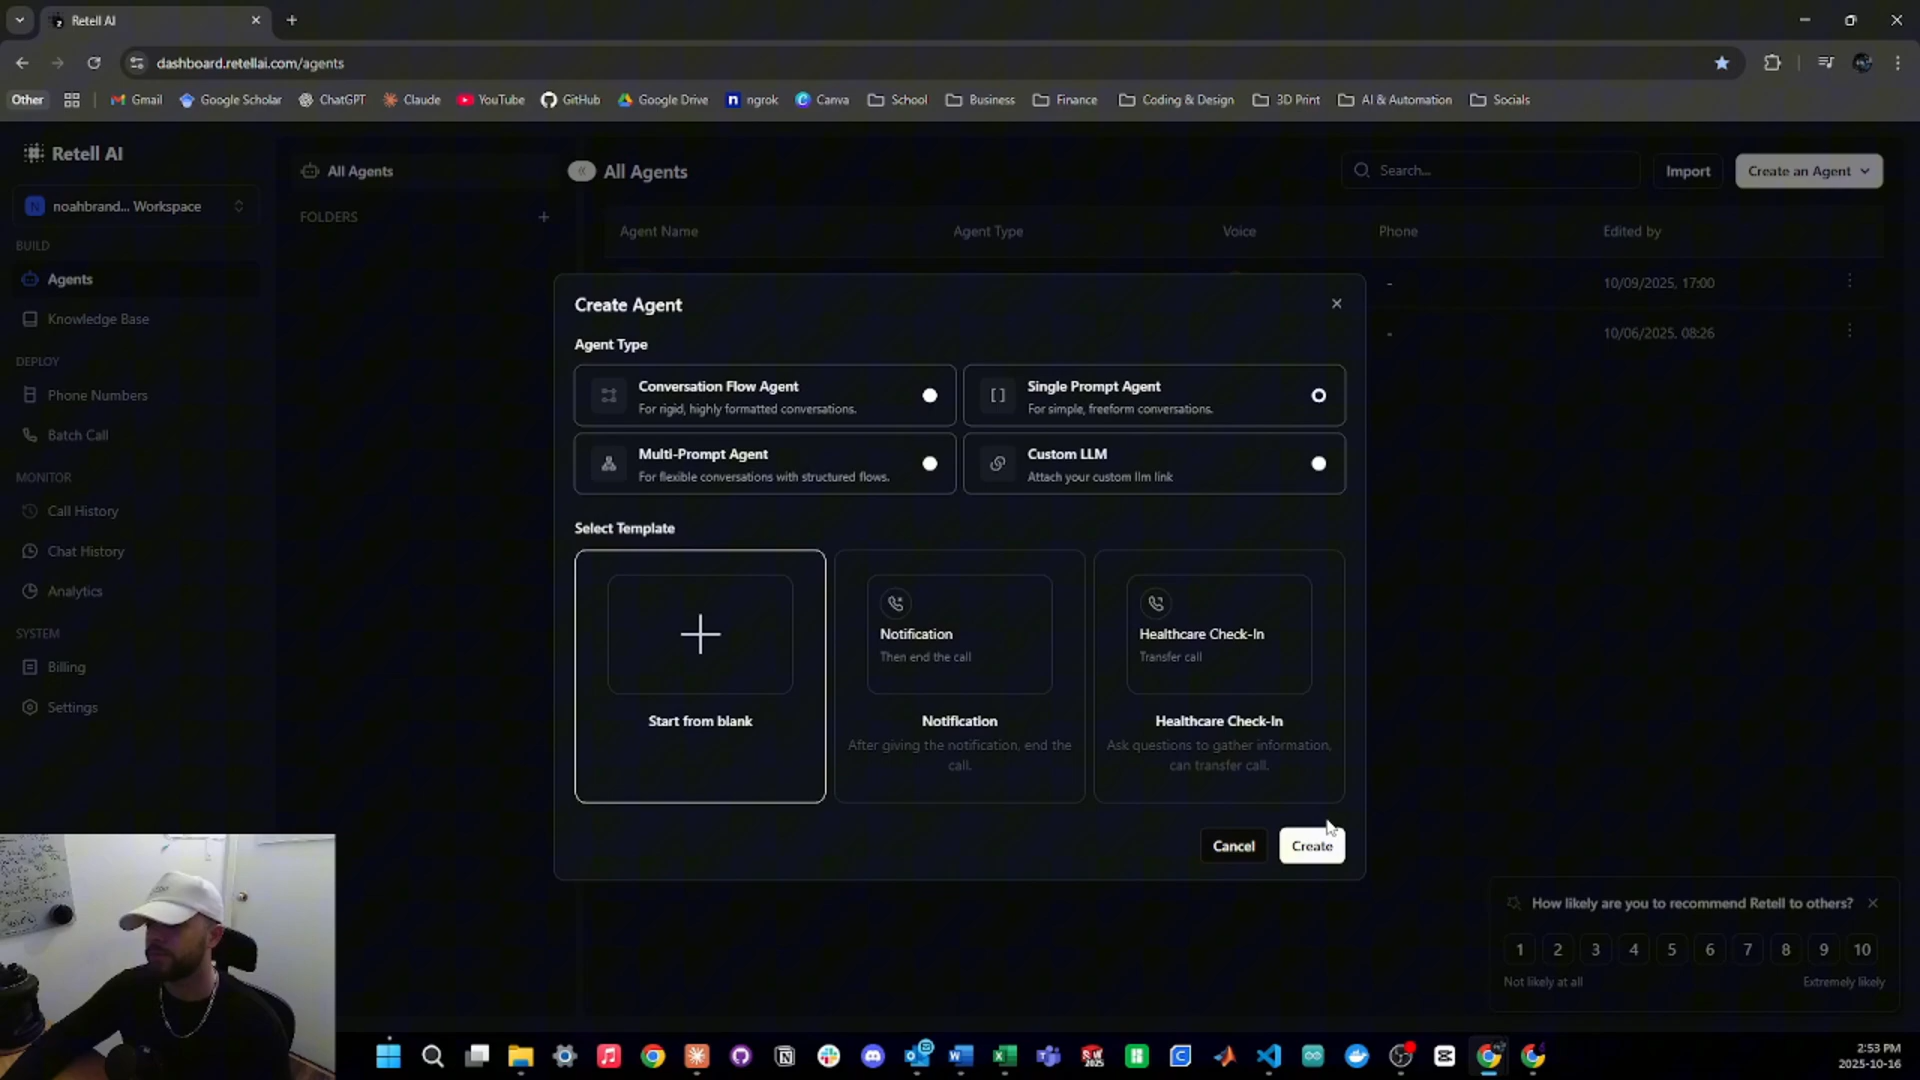 Retell AI
dashboard.retellai.com/agents
Other
Gmail
Google Scholar
ChatGPT
Claude
YouTube
GitHub
Google Drive
ngrok
Canva
School
Business
Finance
Coding & Design
3D Print
AI & Automation
Socials
Retell AI
noahbrand... Workspace
BUILD
Agents
Knowledge Base
DEPLOY
Phone Numbers
Batch Call
MONITOR
Call History
Chat History
Analytics
SYSTEM
Billing
Settings
All Agents
FOLDERS
All Agents
Search...
Import
Create an Agent
Agent Name
Agent Type
Voice
Phone
Edited by
-
10/09/2025, 17:00
-
10/06/2025, 08:26
Create Agent
Agent Type
Conversation Flow Agent
For rigid, highly formatted conversations.
Single Prompt Agent
For simple, freeform conversations.
Multi-Prompt Agent
For flexible conversations with structured flows.
Custom LLM
Attach your custom llm link
Select Template
Start from blank
Notification
Then end the call
Notification
After giving the notification, end the
call.
Healthcare Check-In
Transfer call
Healthcare Check-In
Ask questions to gather information,
can transfer call.
Cancel
Create
How likely are you to recommend Retell to others?
1 2 3 4 5 6 7 8 9 10
Not likely at all
Extremely likely
2:53 PM
2025-10-16